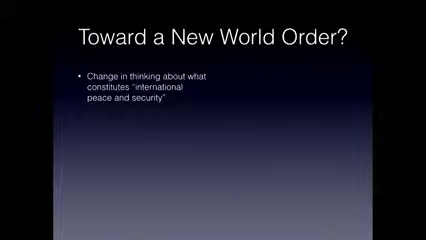 Toward a New World Order?
• Change in thinking about what
constitutes “international
peace and security”